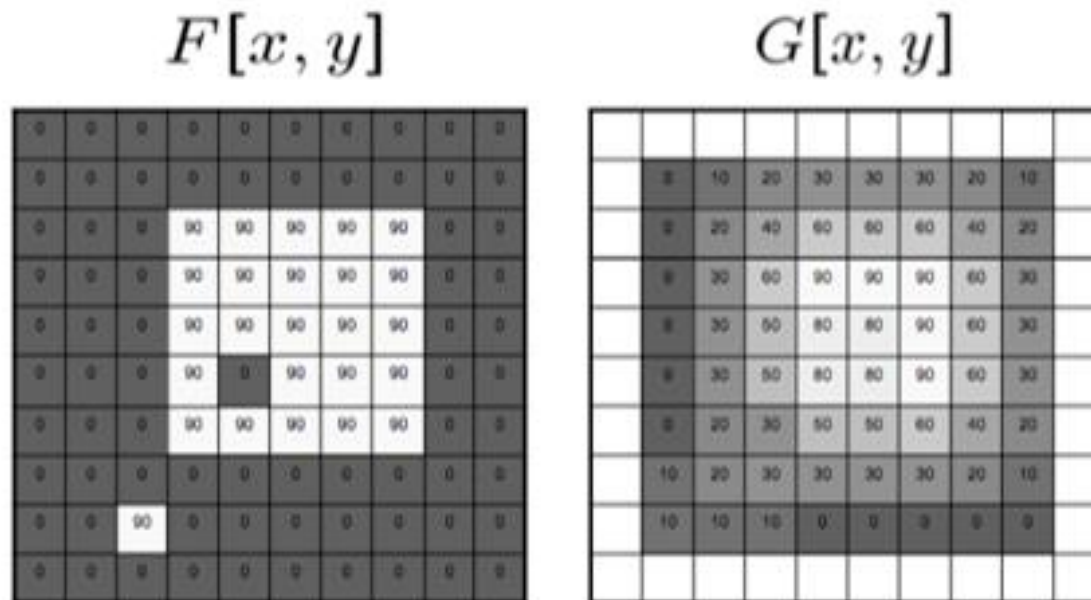 F[x, y]
0 0 0 0 0 0 0 0 0 0
0 0 0 0 0 0 0 0 0 0
0 0 0 90 90 90 90 90 0 0
0 0 0 90 90 90 90 90 0 0
0 0 0 90 90 90 90 90 0 0
0 0 0 90 0 90 90 90 0 0
0 0 0 90 90 90 90 90 0 0
0 0 0 0 0 0 0 0 0 0
0 0 90 0 0 0 0 0 0 0
0 0 0 0 0 0 0 0 0 0
G[x, y]
0 10 20 30 30 30 20 10
0 20 40 60 60 60 40 20
0 30 60 90 90 90 60 30
0 30 50 80 80 90 60 30
0 30 50 80 80 90 60 30
0 20 30 50 50 60 40 20
10 20 30 30 30 30 20 10
10 10 10 0 0 0 0 0